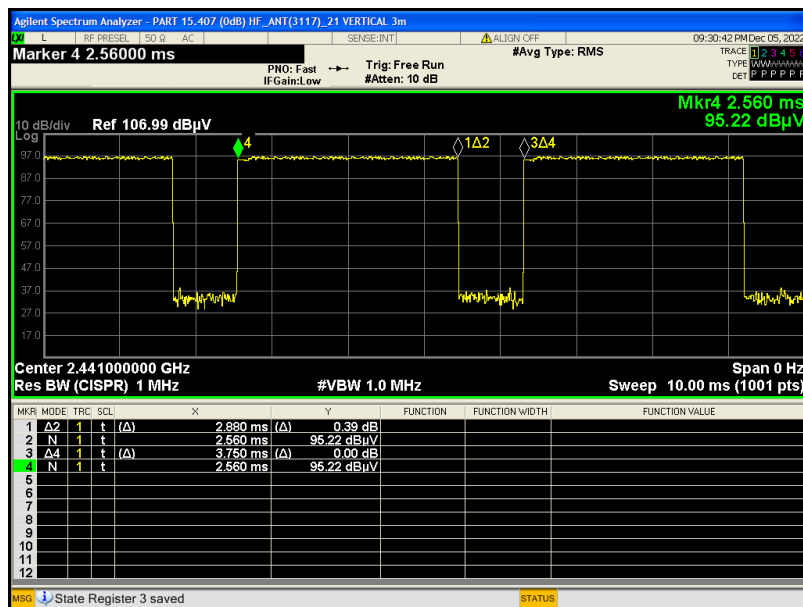 Agilent Spectrum Analyzer - PART 15.407 (0dB) HF_ANT(3117)_21 VERTICAL 3m
LXI L RF PRESEL 50 Ω AC SENSE:INT ALIGN OFF 09:30:42 PM Dec 05, 2022
Marker 4 2.56000 ms
#Avg Type: RMS
TRACE 1 2 3 4 5
PNO: Fast Trig: Free Run
TYPE
IFGain:Low #Atten: 10 dB
DET P P P P P
Mkr4 2.560 ms
95.22 dBµV
10 dB/div Ref 106.99 dBµV
Log
4 1Δ2 3Δ4
97.0
87.0
77.0
67.0
57.0
47.0
37.0
27.0
17.0
Center 2.441000000 GHz Span 0 Hz
Res BW (CISPR) 1 MHz #VBW 1.0 MHz Sweep 10.00 ms (1001 pts)
MKR MODE TRC SCL X Y FUNCTION FUNCTION WIDTH FUNCTION VALUE
1 Δ2 1 t (Δ) 2.880 ms (Δ) 0.39 dB
2 N 1 t 2.560 ms 95.22 dBµV
3 Δ4 1 t (Δ) 3.750 ms (Δ) 0.00 dB
4 N 1 t 2.560 ms 95.22 dBµV
5
6
7
8
9
10
11
12
MSG State Register 3 saved STATUS